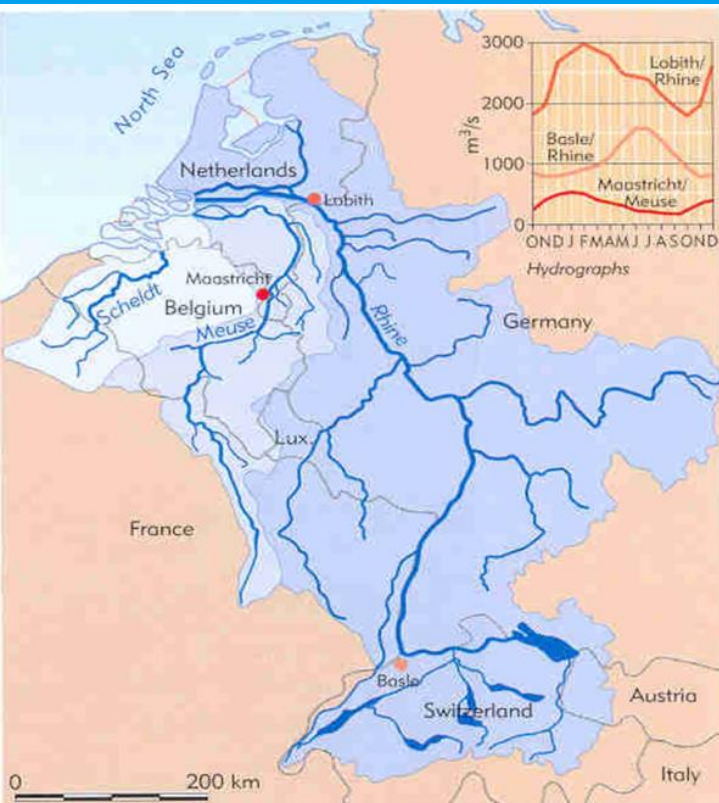 North Sea
3000
2000
1000
0
m³/s
Lobith/
Rhine
Basle/
Rhine
Maastricht/
Meuse
O N D J F M A M J J A S O N D
Hydrographs
Netherlands
Lobith
Maastricht
Scheldt
Belgium
Meuse
Rhine
Germany
Lux.
France
Basle
Switzerland
Austria
Italy
0
200 km